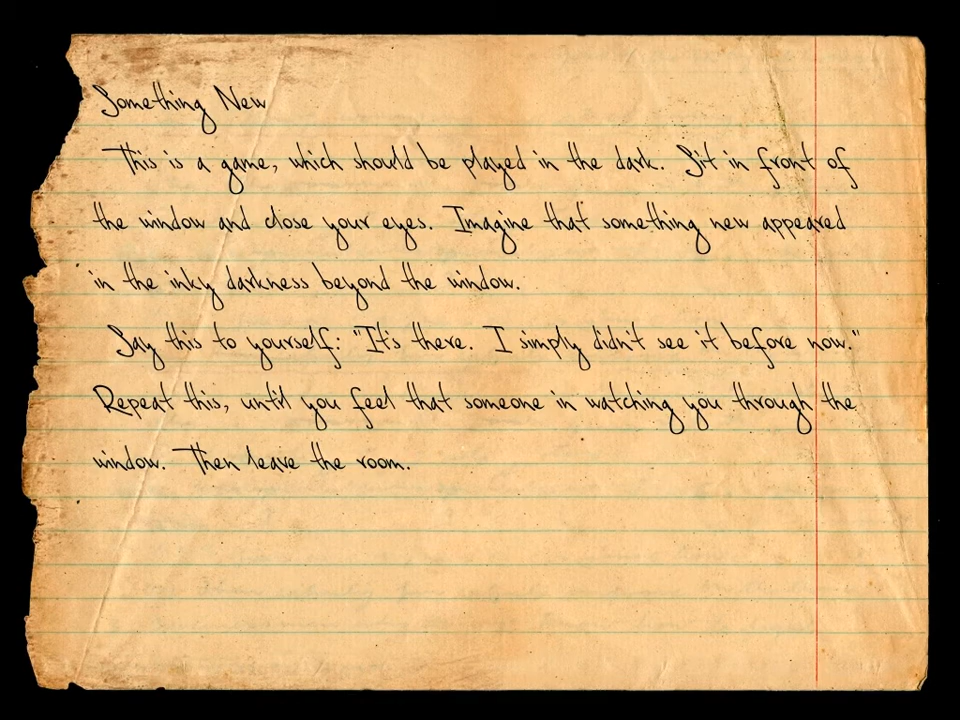 Something New
This is a game, which should be played in the dark. Sit in front of
the window and close your eyes. Imagine that something new appeared
in the inky darkness beyond the window.
Say this to yourself: "It's there. I simply didn't see it before now."
Repeat this, until you feel that someone in watching you through the
window. Then leave the room.